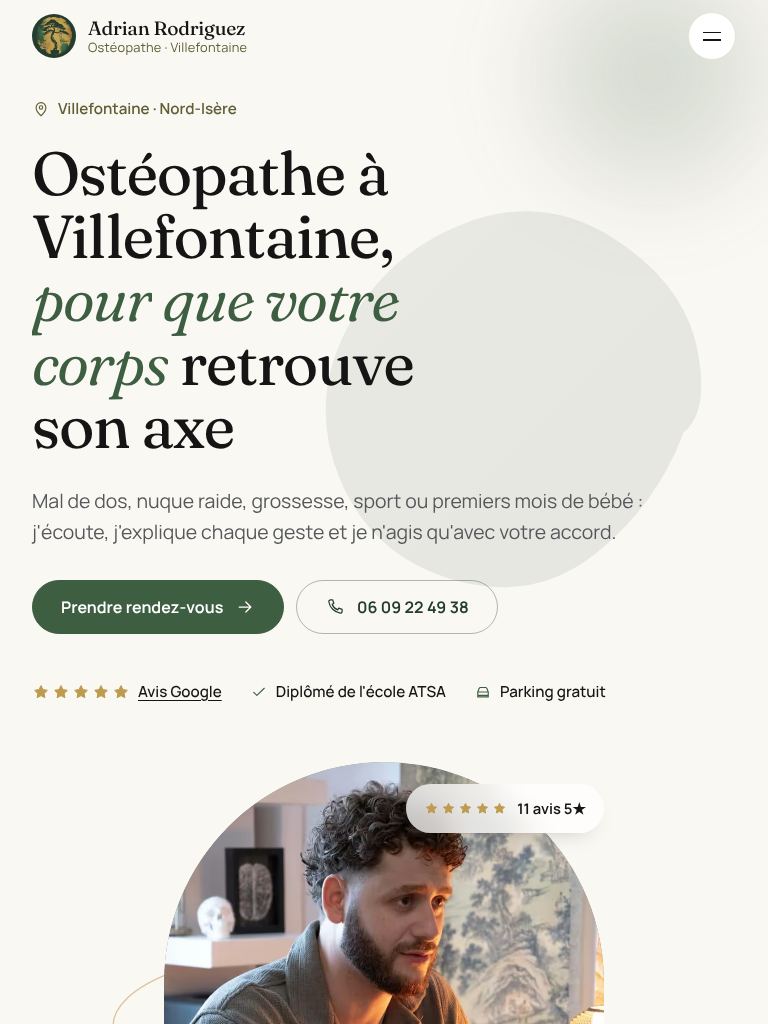 Adrian Rodriguez
Ostéopathe · Villefontaine
Villefontaine · Nord-Isère
Ostéopathe à
Villefontaine,
pour que votre
corps retrouve
son axe
Mal de dos, nuque raide, grossesse, sport ou premiers mois de bébé :
j'écoute, j'explique chaque geste et je n'agis qu'avec votre accord.
Prendre rendez-vous →
06 09 22 49 38
Avis Google
Diplômé de l'école ATSA
Parking gratuit
11 avis 5★